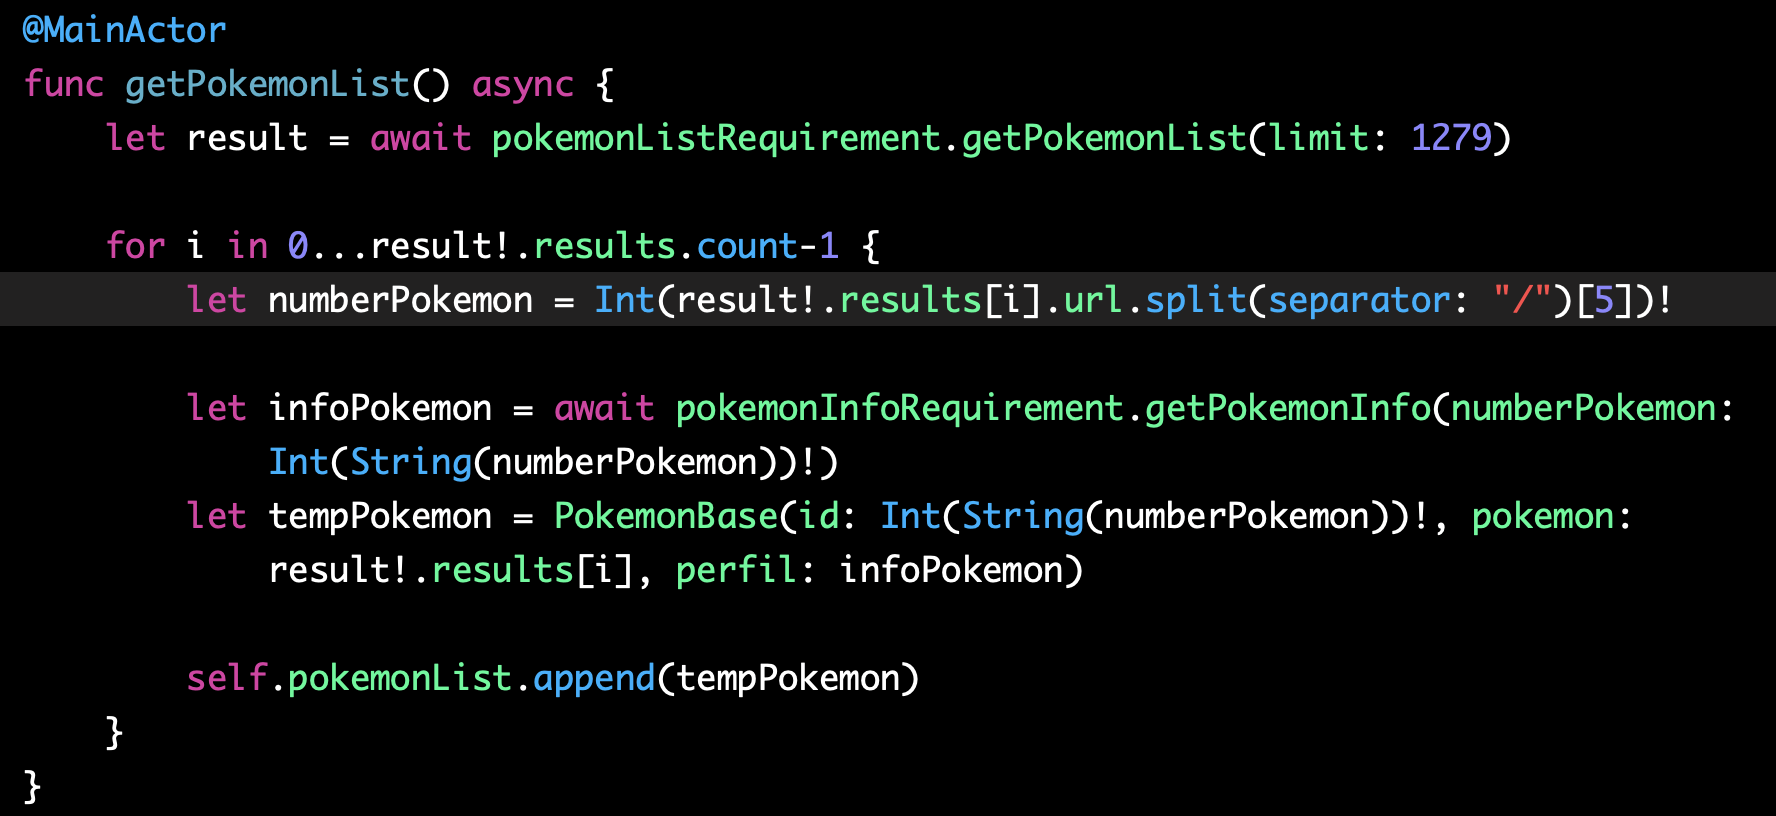 @MainActor
func getPokemonList() async {
    let result = await pokemonListRequirement.getPokemonList(limit: 1279)
    for i in 0...result!.results.count-1 {
        let numberPokemon = Int(result!.results[i].url.split(separator: "/")[5])!
        let infoPokemon = await pokemonInfoRequirement.getPokemonInfo(numberPokemon:
            Int(String(numberPokemon))!)
        let tempPokemon = PokemonBase(id: Int(String(numberPokemon))!, pokemon:
            result!.results[i], perfil: infoPokemon)
        self.pokemonList.append(tempPokemon)
    }
}